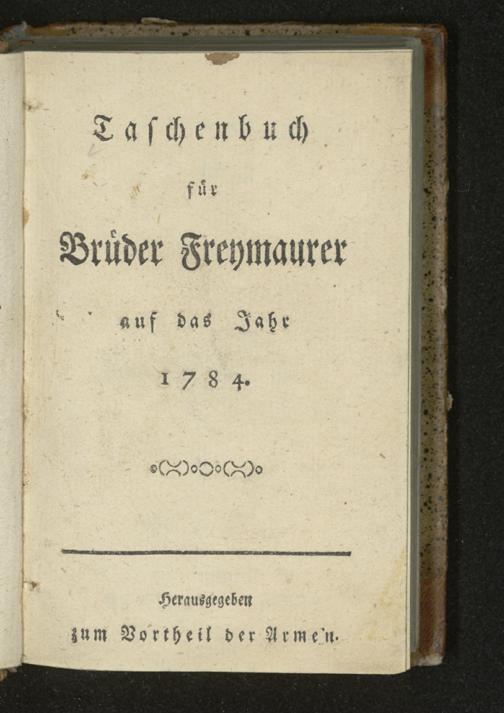 Taschenbuch
für
Brüder Freymaurer
auf das Jahr
1784.
Herausgegeben
zum Vortheil der Armen.